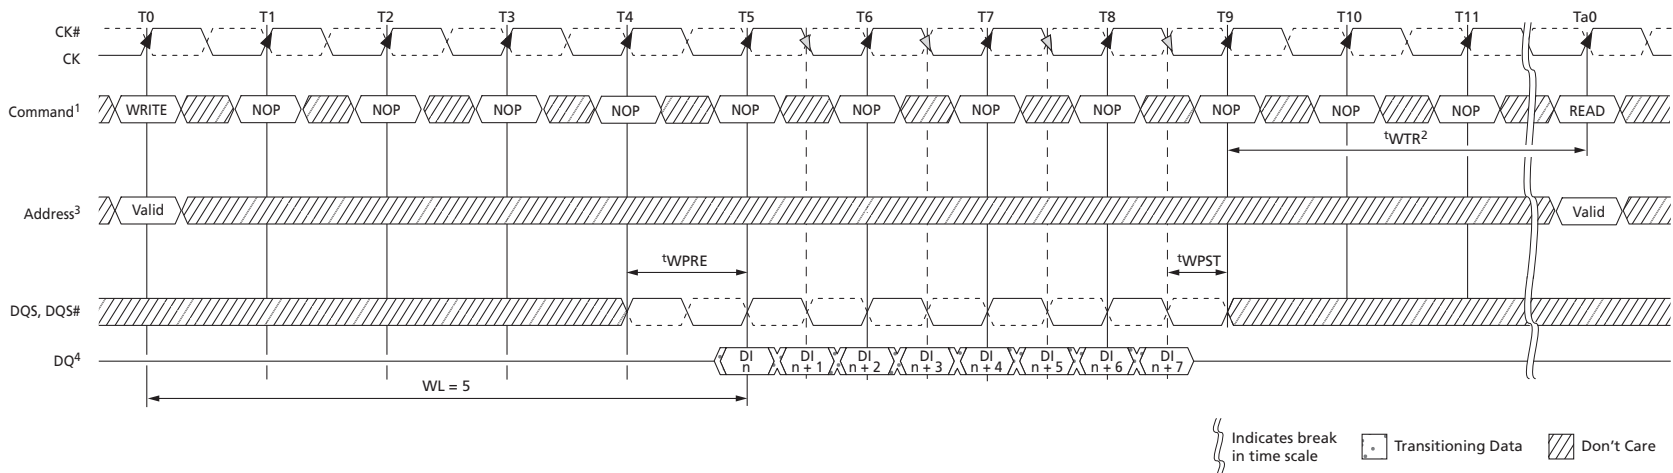 T0 T1 T2 T3 T4 T5 T6 T7 T8 T9 T10 T11 Ta0
CK#
CK
Command1 WRITE NOP NOP NOP NOP NOP NOP NOP NOP NOP NOP NOP READ
tWTR2
Address3 Valid Valid
tWPRE tWPST
DQS, DQS#
DQ4 DI n DI n + 1 DI n + 2 DI n + 3 DI n + 4 DI n + 5 DI n + 6 DI n + 7
WL = 5
Indicates break in time scale
Transitioning Data
Don't Care